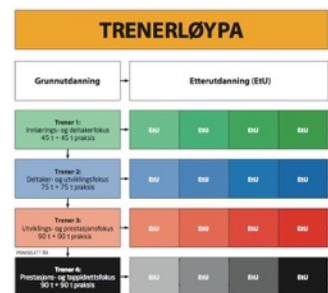 TRENERLØYPA
Grunnutdanning
Etterutdanning (EtU)
Trener 1:
Innlærings- og deltakerfokus
45 t + 45 t praksis
EtU EtU EtU EtU
Trener 2:
Deltaker- og utviklingsfokus
75 t + 75 t praksis
EtU EtU EtU EtU
Trener 3:
Utviklings- og prestasjonsfokus
90 t + 90 t praksis
EtU EtU EtU EtU
Trener 4:
Prestasjons- og toppidrettsfokus
90 t + 90 t praksis
EtU EtU EtU EtU